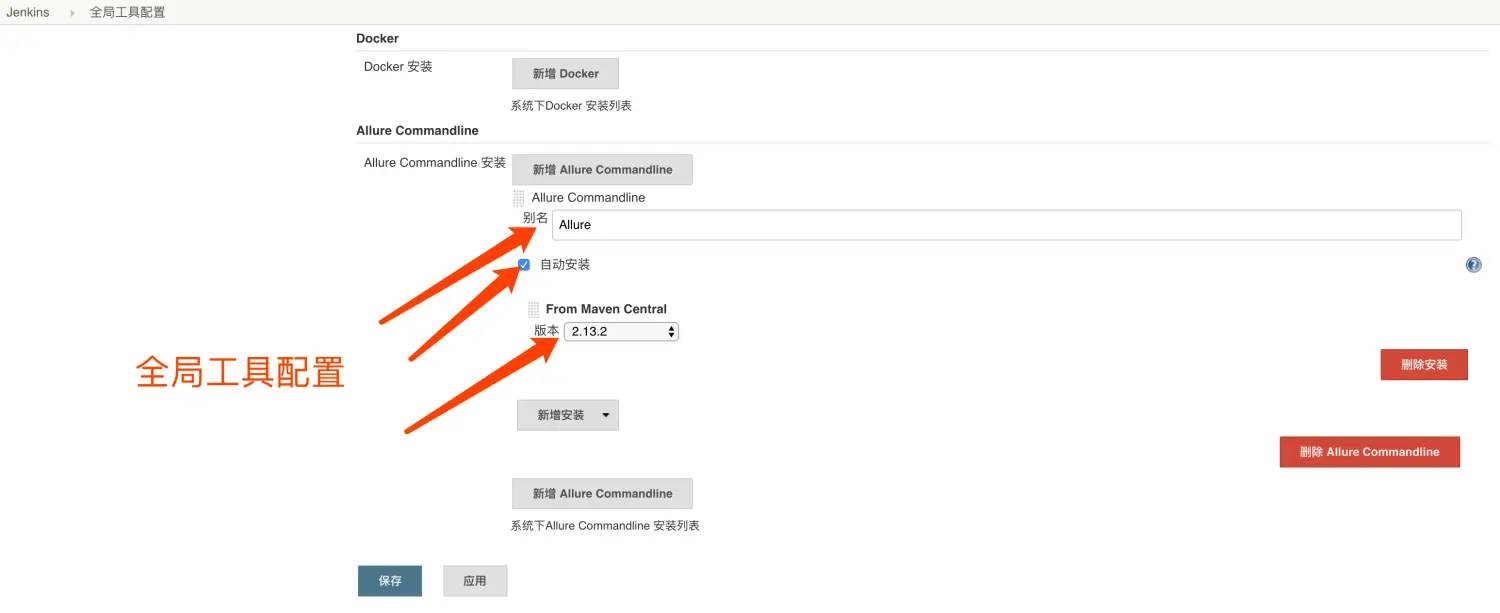 Jenkins 全局工具配置
Docker
Docker 安装
新增 Docker
系统下Docker 安装列表
Allure Commandline
Allure Commandline 安装
新增 Allure Commandline
Allure Commandline
别名 Allure
自动安装
From Maven Central
版本 2.13.2
全局工具配置
删除安装
新增安装
删除 Allure Commandline
新增 Allure Commandline
系统下Allure Commandline 安装列表
保存 应用